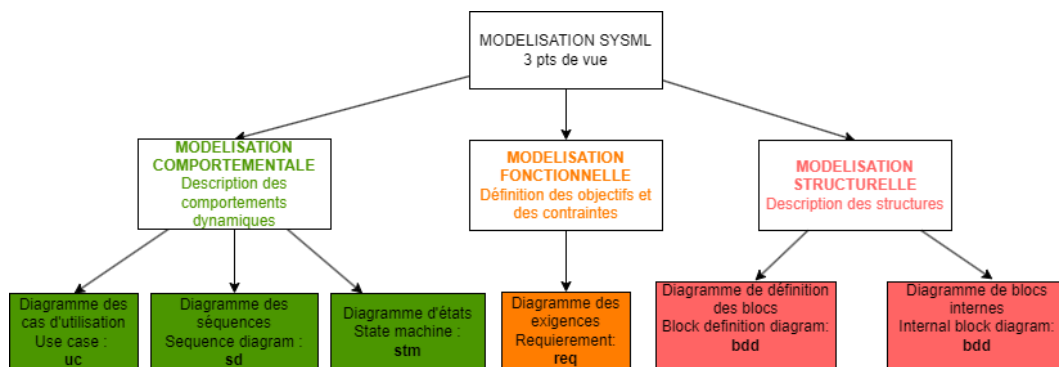 MODELISATION SYSML
3 pts de vue
MODELISATION
COMPORTEMENTALE
Description des
comportements
dynamiques
MODELISATION
FONCTIONNELLE
Définition des objectifs et
des contraintes
MODELISATION
STRUCTURELLE
Description des structures
Diagramme des
cas d'utilisation
Use case :
uc
Diagramme des
séquences
Sequence diagram :
sd
Diagramme d'états
State machine :
stm
Diagramme des
exigences
Requierement:
req
Diagramme de définition
des blocs
Block definition diagram:
bdd
Diagramme de blocs
internes
Internal block diagram:
bdd